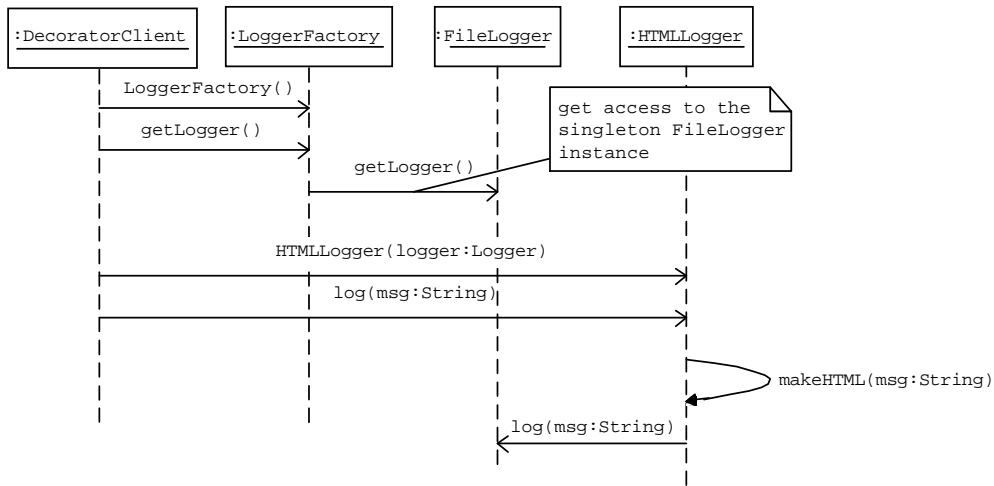 :DecoratorClient
:LoggerFactory
:FileLogger
:HTMLLogger
LoggerFactory()
get access to the
singleton FileLogger
instance
getLogger()
getLogger()
HTMLLogger(logger:Logger)
log(msg:String)
makeHTML(msg:String)
log(msg:String)